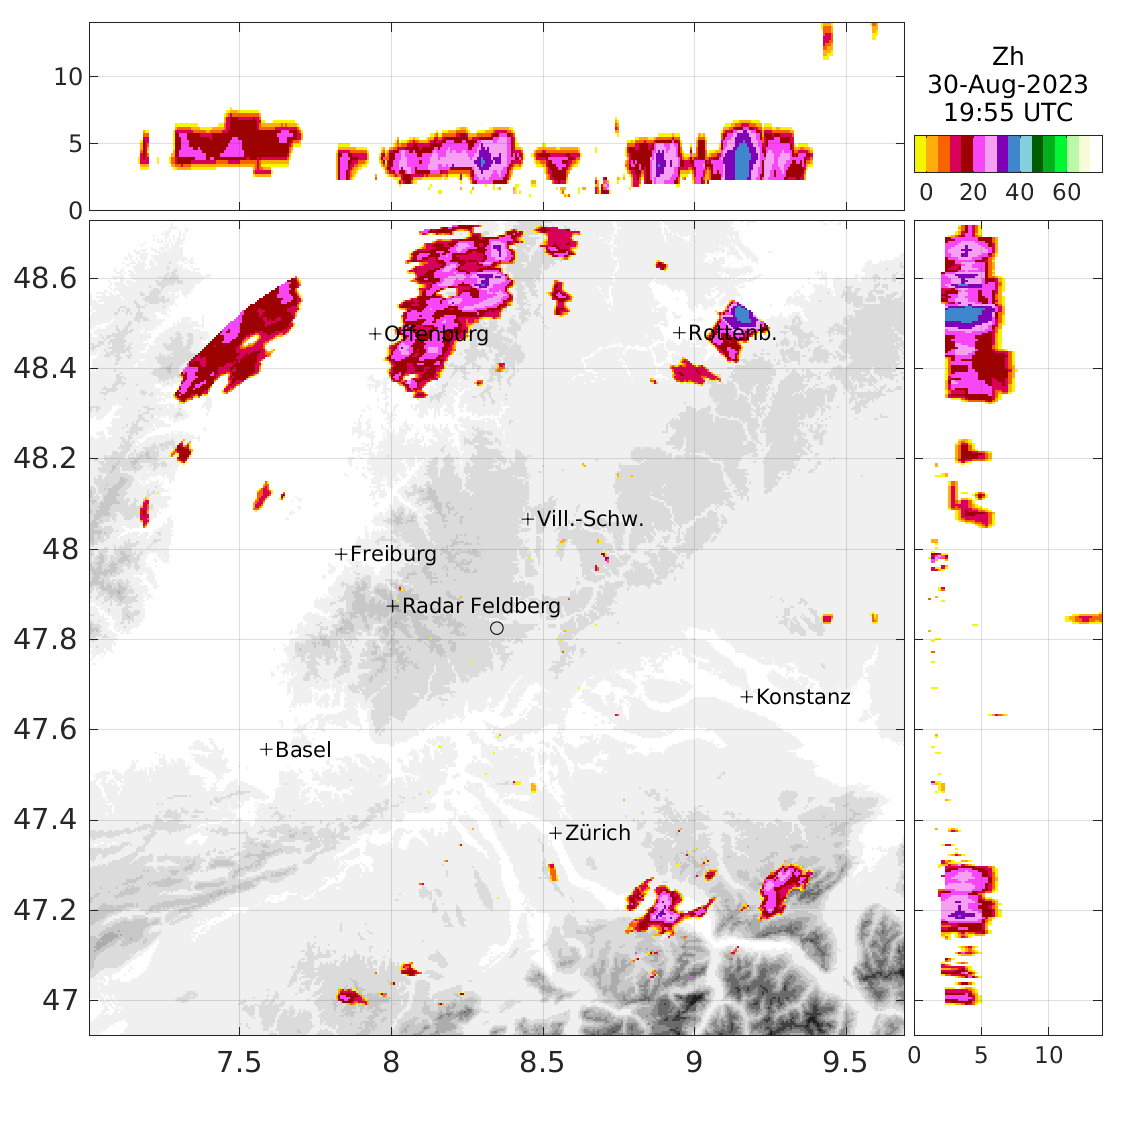 10
5
0
Zh
30-Aug-2023
19:55 UTC
0 20 40 60
48.6
48.4
48.2
48
47.8
47.6
47.4
47.2
47
+Offenburg
+Rottenb.
+Vill.-Schw.
+Freiburg
+Radar Feldberg
+Konstanz
+Basel
+Zürich
7.5 8 8.5 9 9.5
0 5 10